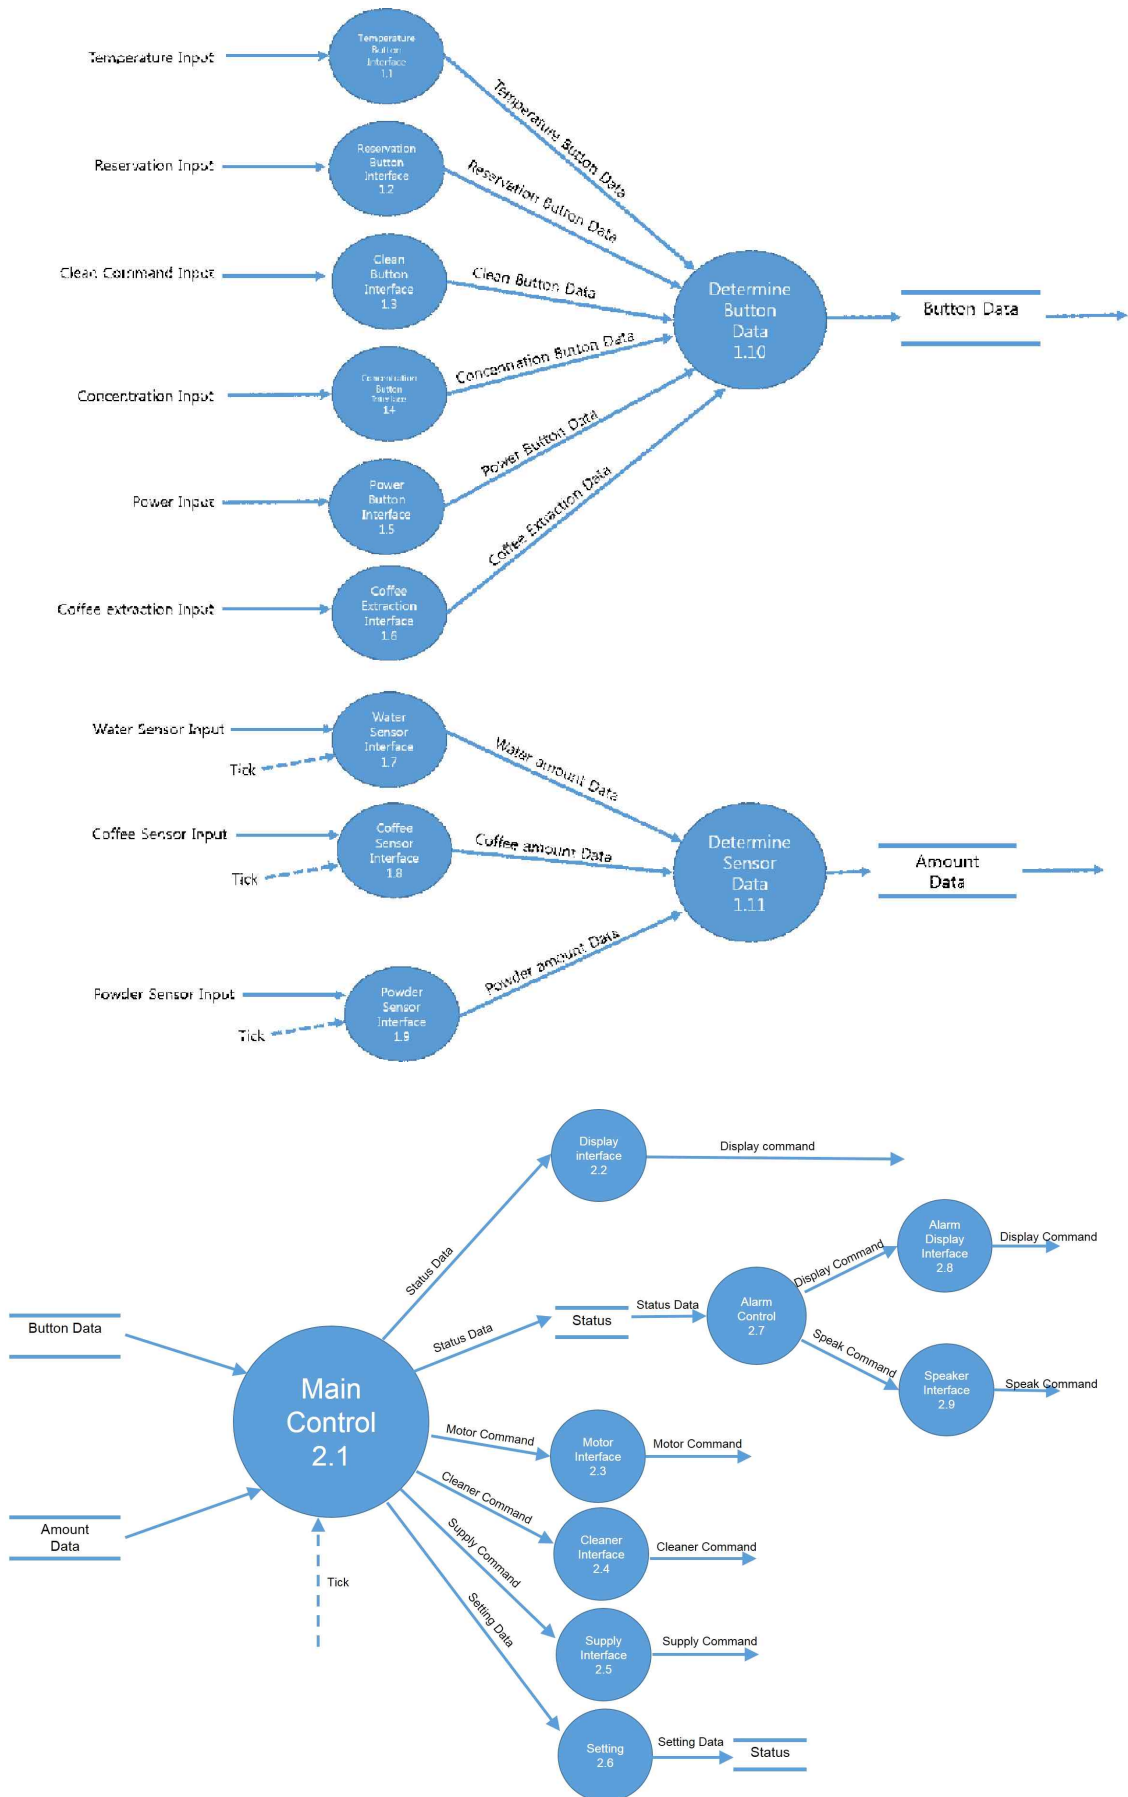 Temperature Input
Temperature
Button
Interface
1.1
Temperature Button Data
Reservation Input
Reservation
Button
Interface
1.2
Reservation Button Data
Clean Command Input
Clean
Button
Interface
1.3
Clean Button Data
Determine
Button
Data
1.10
Button Data
Concentration Input
Concentration
Button
Interface
1.4
Concennation Button Data
Power Input
Power
Button
Interface
1.5
Power Button Data
Coffee extraction Input
Coffee
Extraction
Interface
1.6
Coffee Extraction Data
Water Sensor Input
Tick
Water
Sensor
Interface
1.7
Water amount Data
Coffee Sensor Input
Tick
Coffee
Sensor
Interface
1.8
Coffee amount Data
Determine
Sensor
Data
1.11
Amount
Data
Powder Sensor Input
Tick
Powder
Sensor
Interface
1.9
Powder amount Data
Display
interface
2.2
Display command
Status Data
Alarm
Display
Interface
2.8
Display Command
Display Command
Button Data
Status Data
Status
Status Data
Alarm
Control
2.7
Speak Command
Speaker
Interface
2.9
Speak Command
Main
Control
2.1
Motor Command
Motor
Interface
2.3
Motor Command
Amount
Data
Cleaner Command
Cleaner
Interface
2.4
Cleaner Command
Tick
Supply Command
Supply
Interface
2.5
Supply Command
Setting Data
Setting
2.6
Setting Data
Status